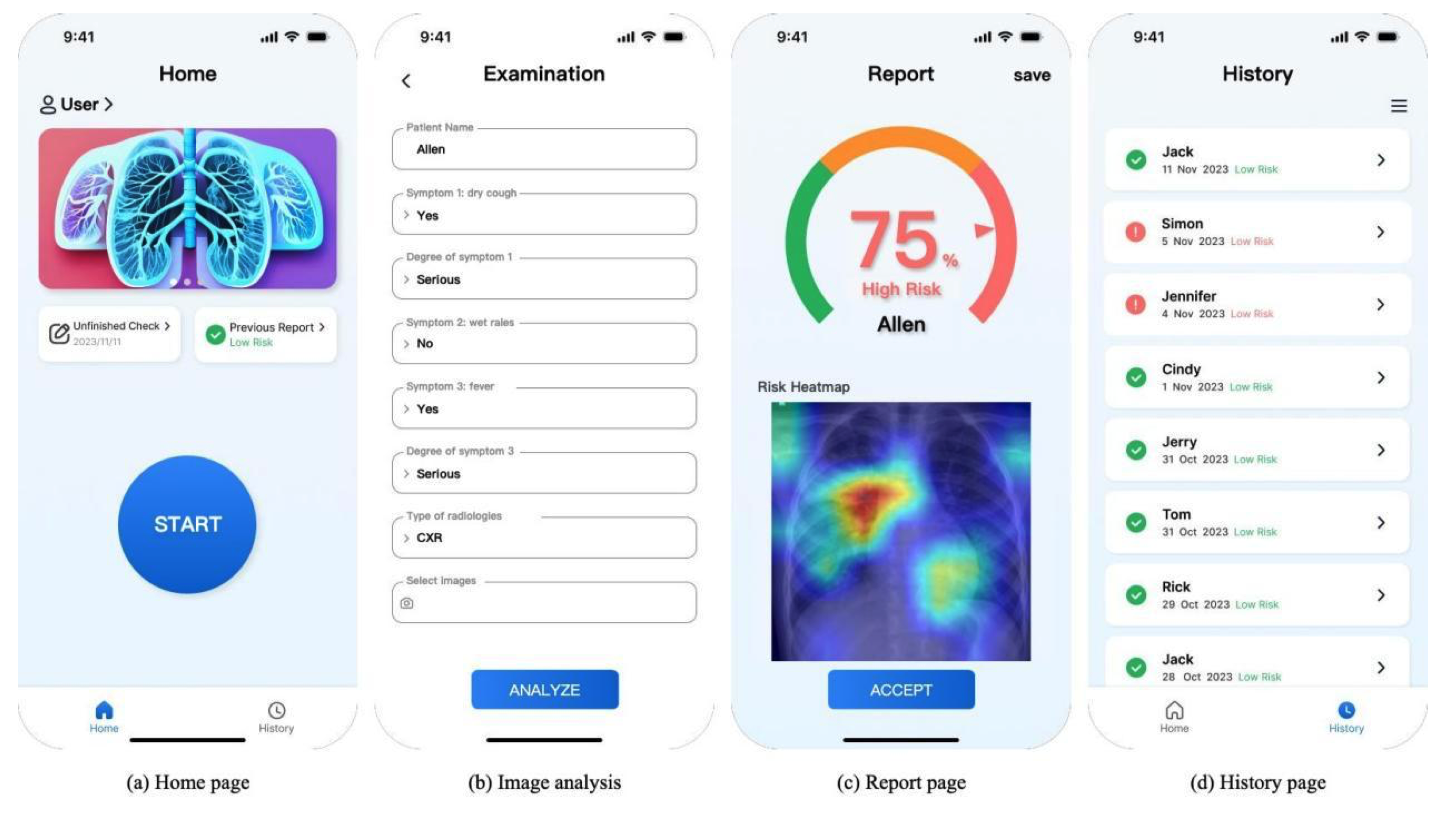 9:41
Home
User >
Unfinished Check >
2023/11/11
Previous Report >
Low Risk
START
Home
History
(a) Home page
9:41
<
Examination
Patient Name
Allen
Symptom 1: dry cough
> Yes
Degree of symptom 1
> Serious
Symptom 2: wet rales
> No
Symptom 3: fever
> Yes
Degree of symptom 3
> Serious
Type of radiologies
> CXR
Select images
ANALYZE
(b) Image analysis
9:41
Report
save
75%
High Risk
Allen
Risk Heatmap
ACCEPT
(c) Report page
9:41
History
Jack
11 Nov 2023 Low Risk
Simon
5 Nov 2023 Low Risk
Jennifer
4 Nov 2023 Low Risk
Cindy
1 Nov 2023 Low Risk
Jerry
31 Oct 2023 Low Risk
Tom
31 Oct 2023 Low Risk
Rick
29 Oct 2023 Low Risk
Jack
28 Oct 2023 Low Risk
Home
History
(d) History page